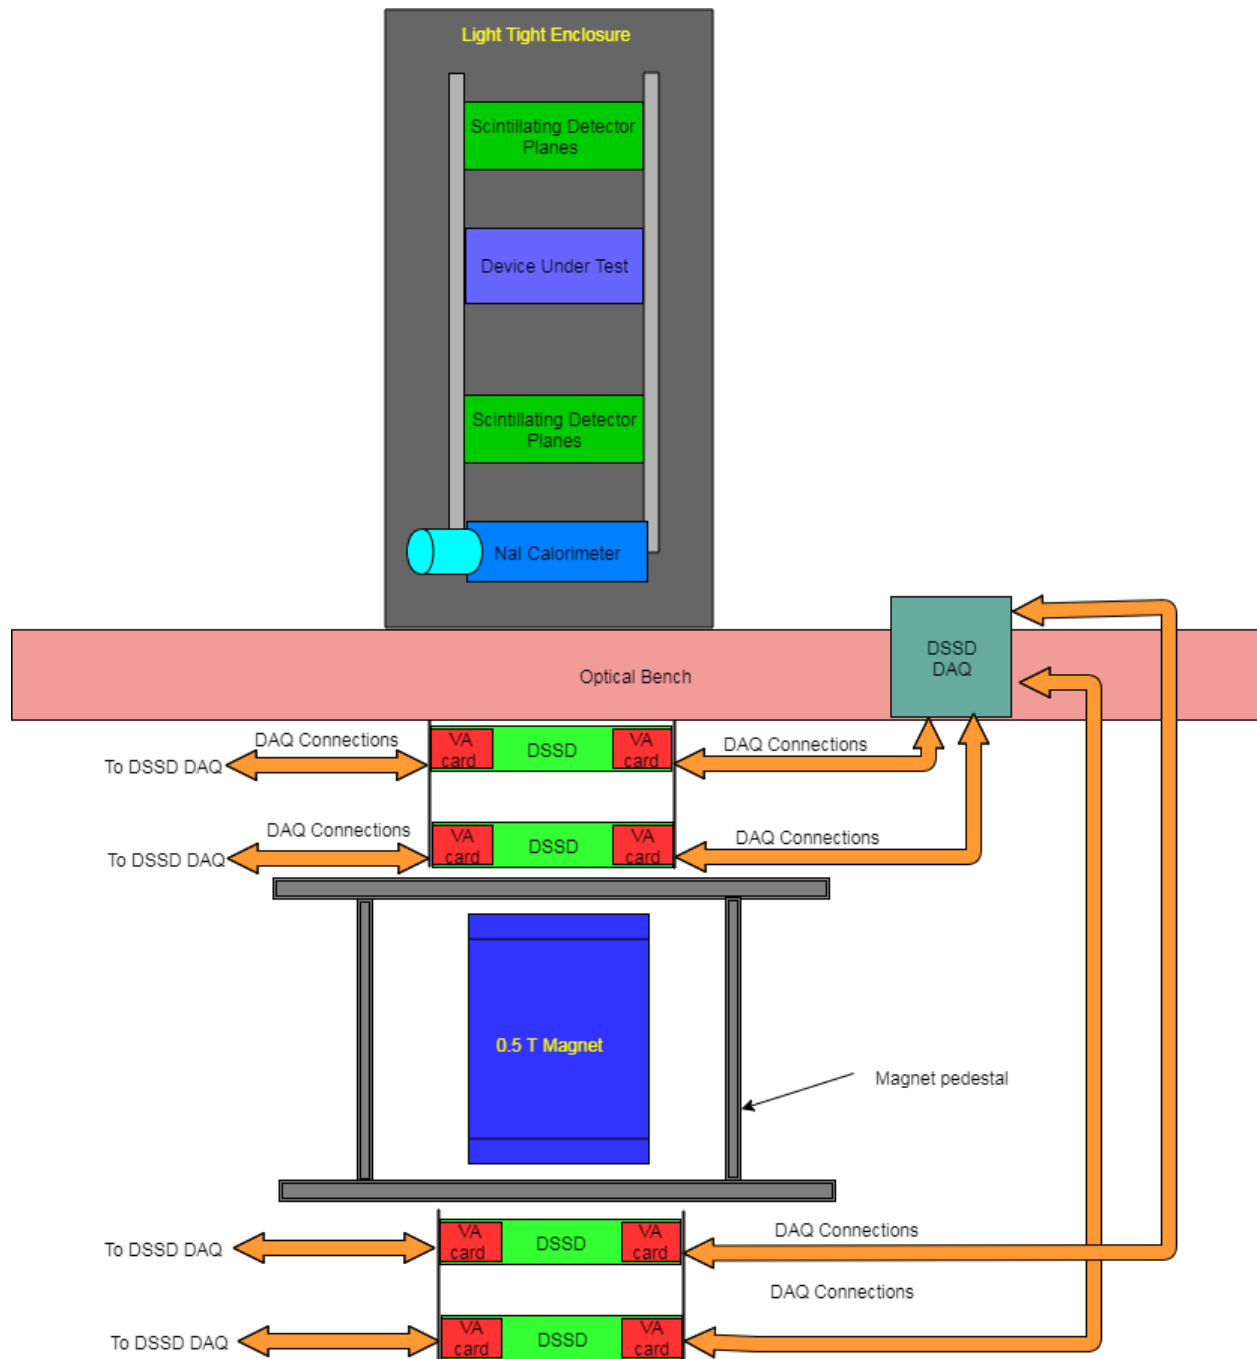 Light Tight Enclosure
Scintillating Detector
Planes
Device Under Test
Scintillating Detector
Planes
NaI Calorimeter
DSSD
DAQ
Optical Bench
DAQ Connections
To DSSD DAQ
VA
card
DSSD
VA
card
DAQ Connections
DAQ Connections
To DSSD DAQ
VA
card
DSSD
VA
card
DAQ Connections
0.5 T Magnet
Magnet pedestal
To DSSD DAQ
VA
card
DSSD
VA
card
DAQ Connections
DAQ Connections
To DSSD DAQ
VA
card
DSSD
VA
card